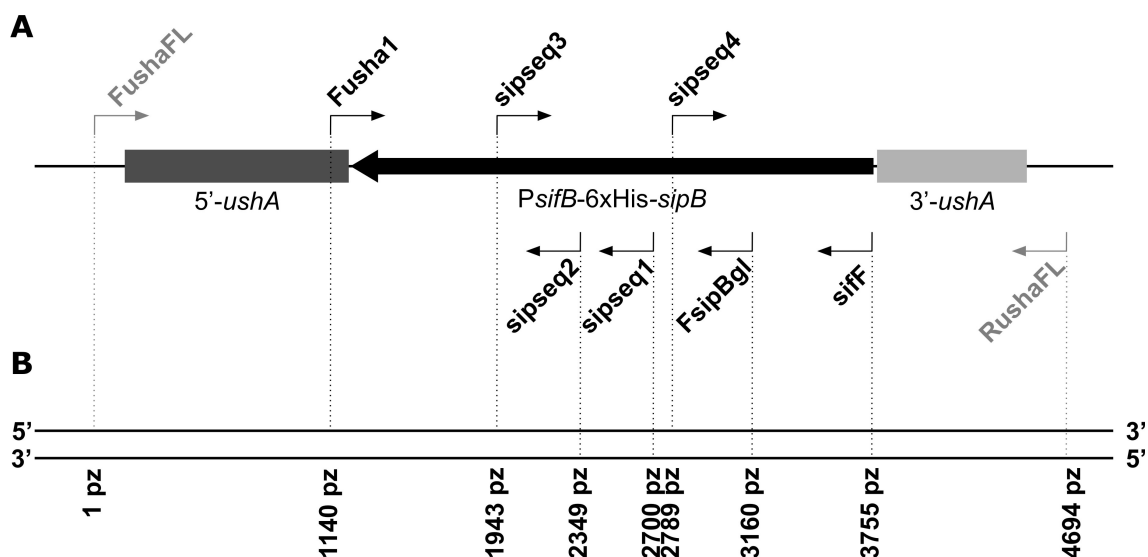 A
FushaFL
Fusha1
sipseq3
sipseq4
5’-ushA
PsifB-6xHis-sipB
3’-ushA
sipseq2
sipseq1
FsipBgl
sifF
RushaFL
B
5’ 3’
3’ 5’
1 pz
1140 pz
1943 pz
2349 pz
2700 pz
2789 pz
3160 pz
3755 pz
4694 pz